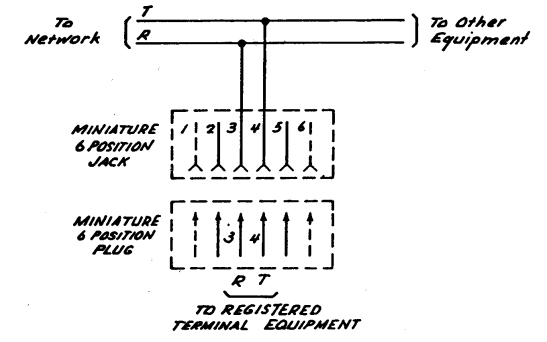 To
Network
T
R
To Other
Equipment
MINIATURE
6 POSITION
JACK
1 2 3 4 5 6
MINIATURE
6 POSITION
PLUG
3 4
R T
TO REGISTERED
TERMINAL EQUIPMENT